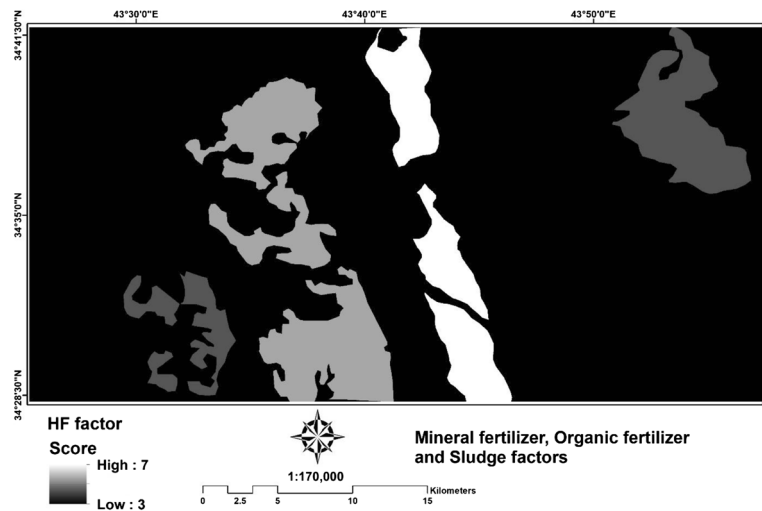 43°30'0"E 43°40'0"E 43°50'0"E
34°41'30"N
34°35'0"N
34°28'30"N
HF factor
Score
High : 7
Low : 3
1:170,000
0 2.5 5 10 15 Kilometers
Mineral fertilizer, Organic fertilizer
and Sludge factors